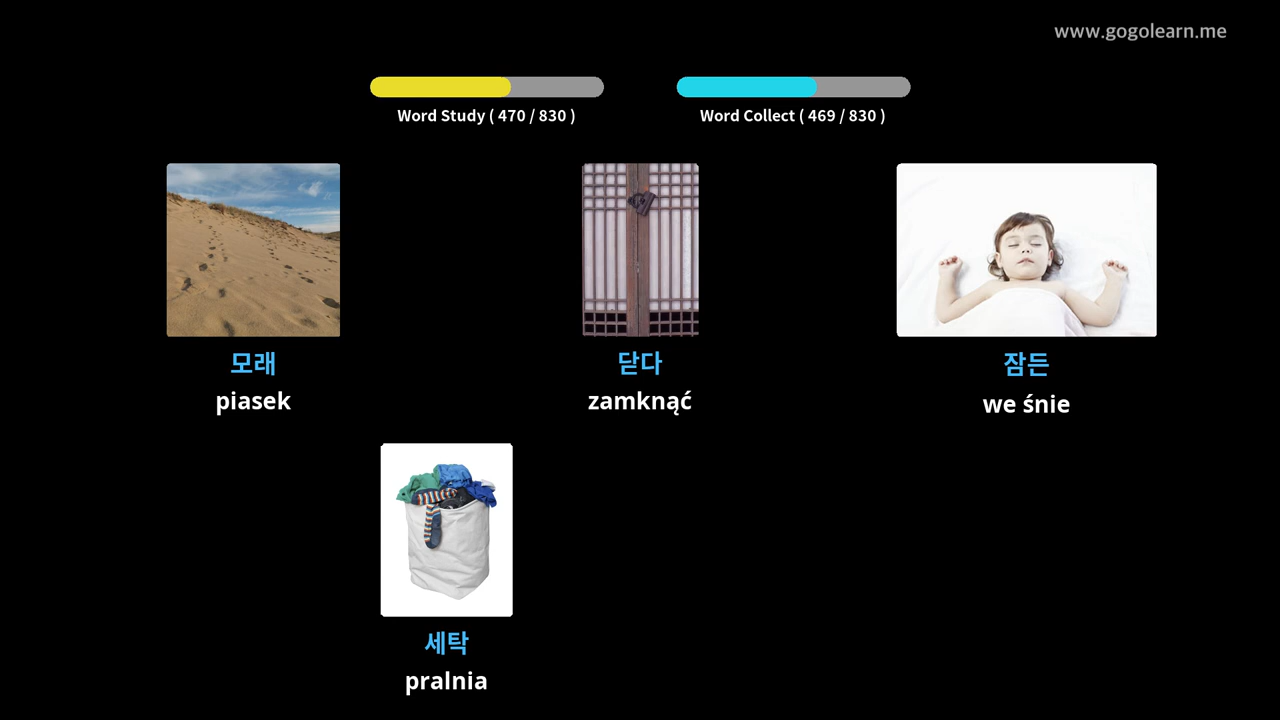 www.gogolearn.me
Word Study ( 470 / 830 )
Word Collect ( 469 / 830 )
모래
piasek
닫다
zamknąć
잠든
we śnie
세탁
pralnia